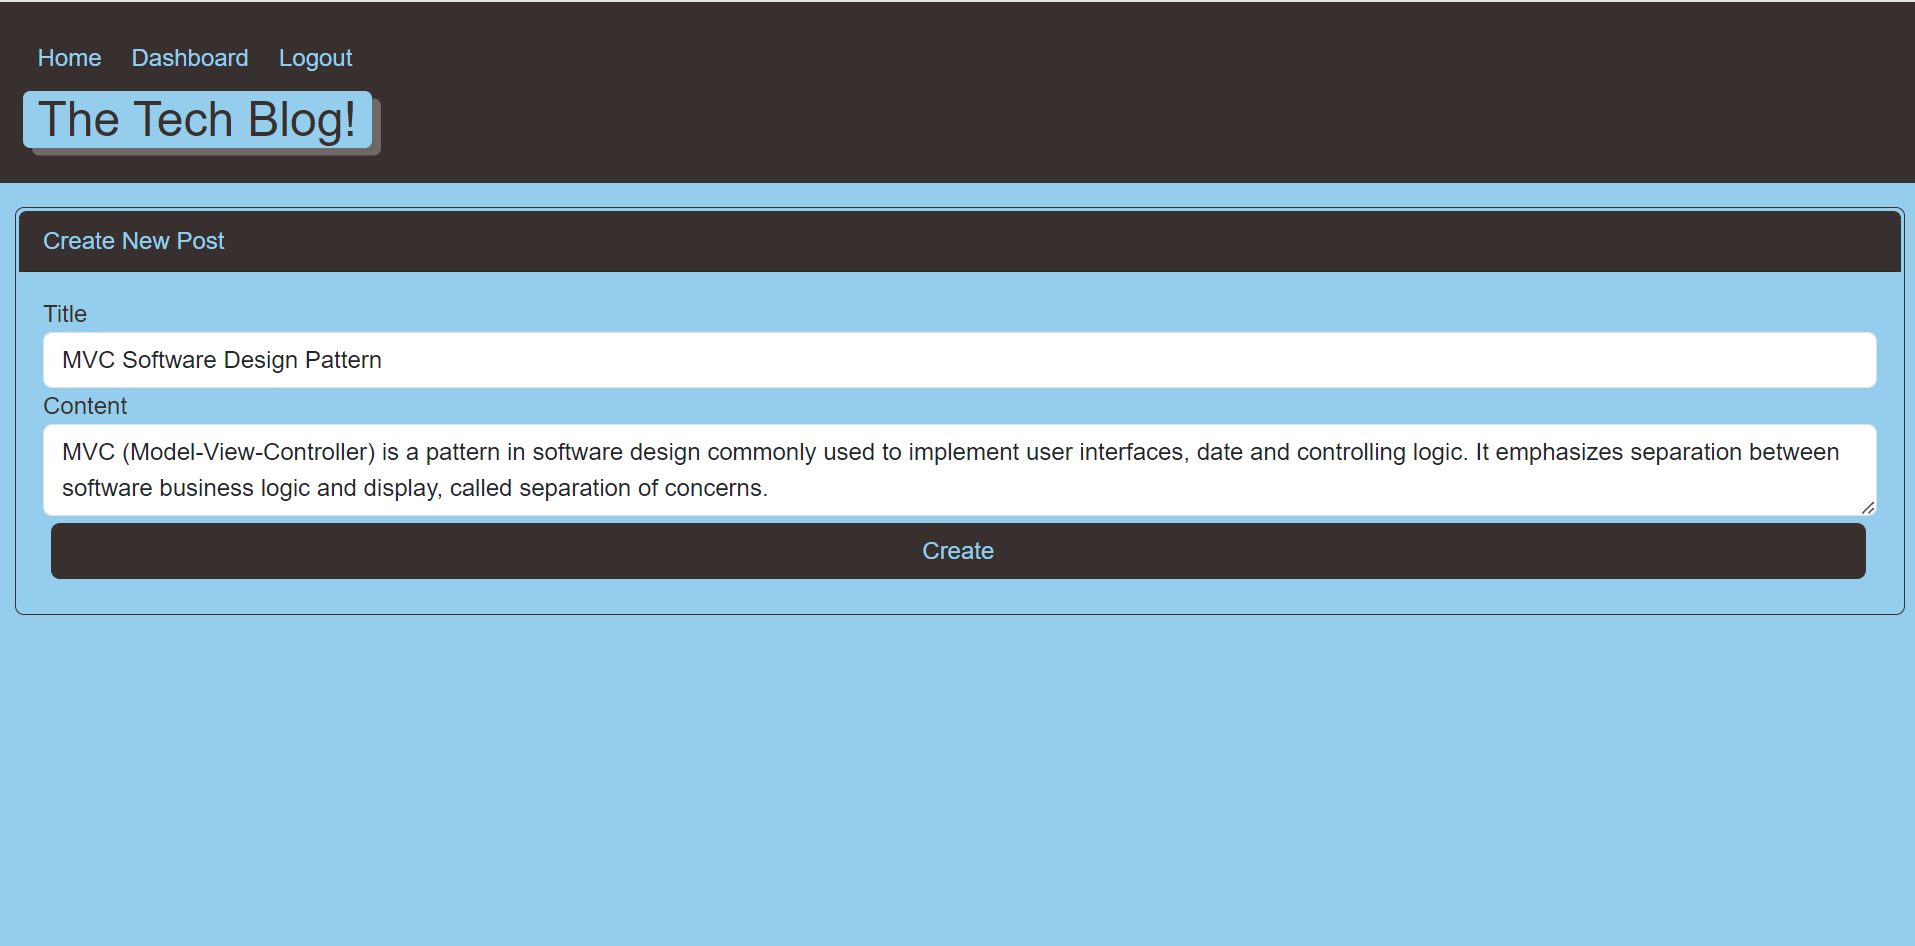 Home Dashboard Logout
The Tech Blog!
Create New Post
Title
MVC Software Design Pattern
Content
MVC (Model-View-Controller) is a pattern in software design commonly used to implement user interfaces, date and controlling logic. It emphasizes separation between
software business logic and display, called separation of concerns.
Create